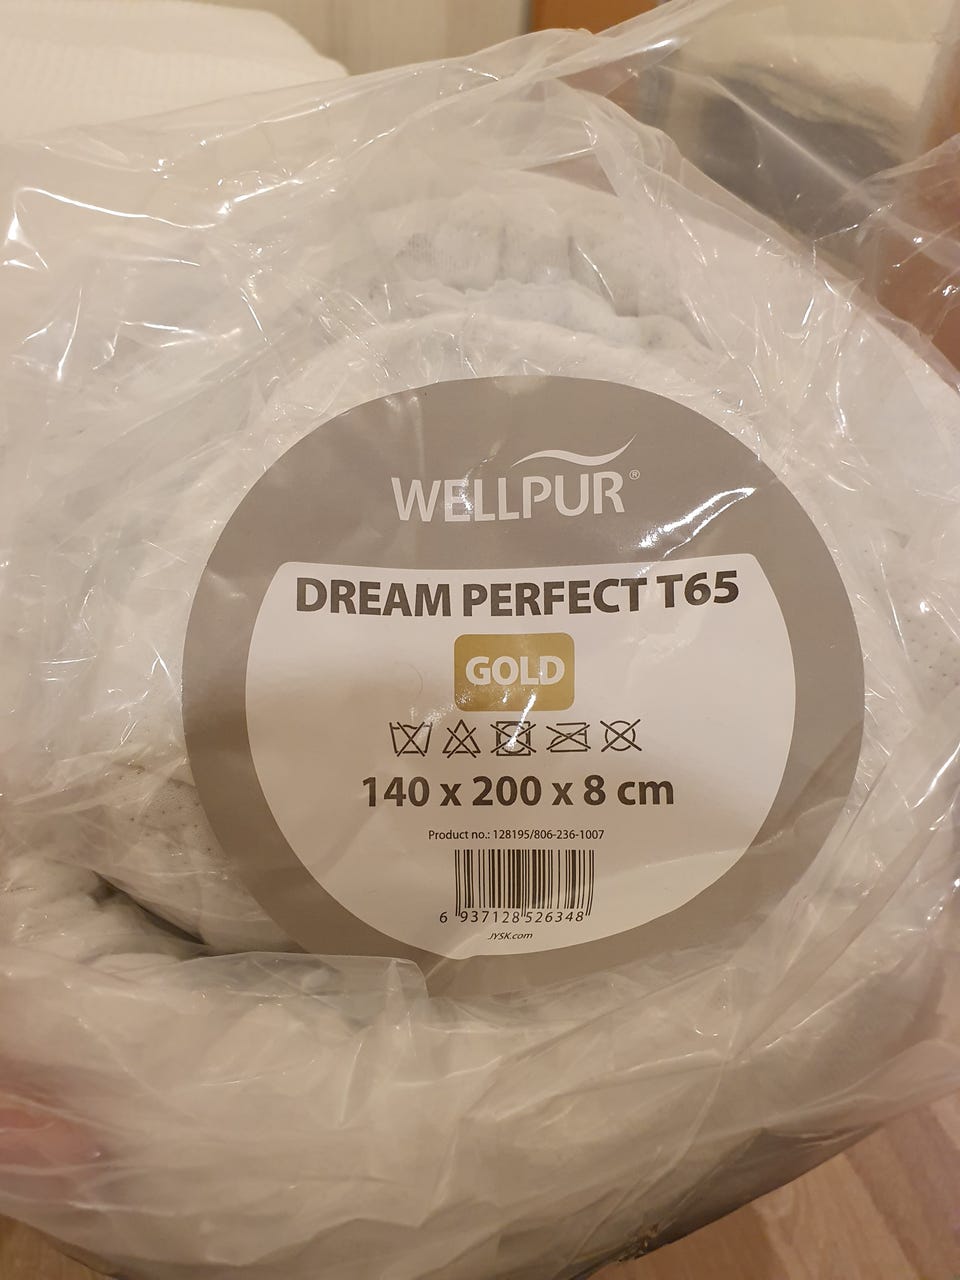 WELLPUR®
DREAM PERFECT T65
GOLD
140 x 200 x 8 cm
Product no.: 128195/806-236-1007
6 937128 526348
JYSK.com